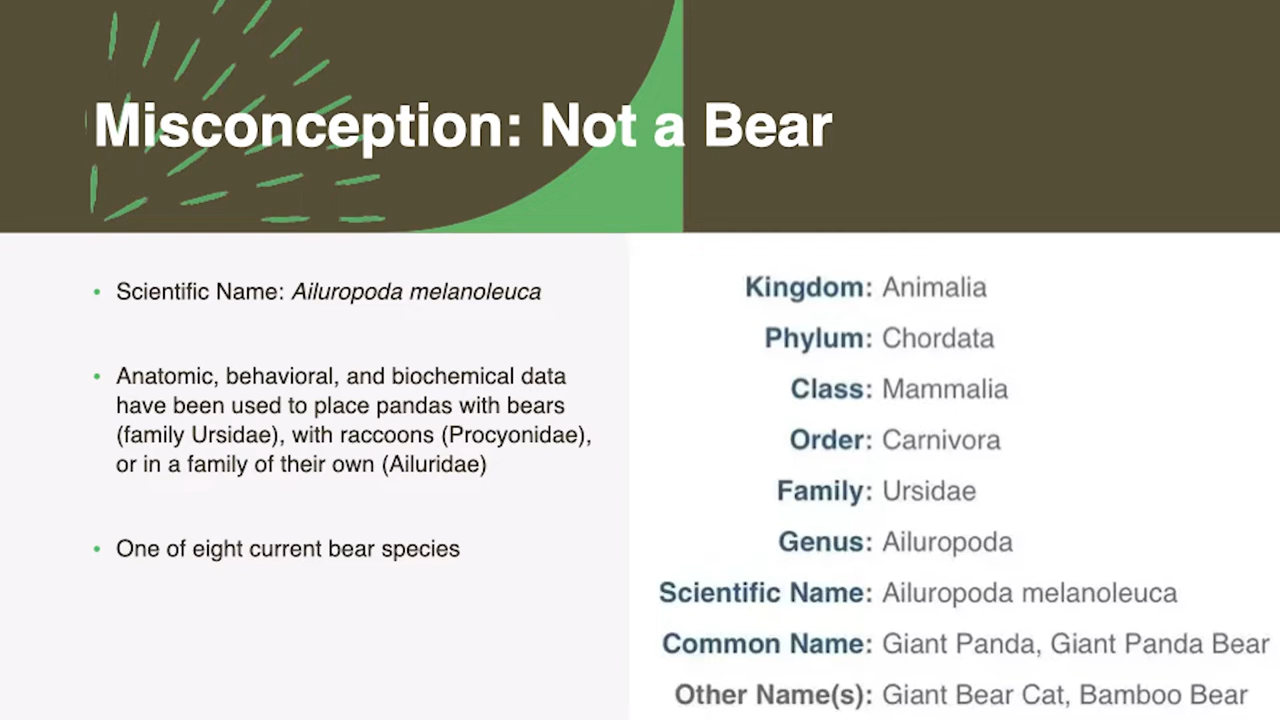 Misconception: Not a Bear
• Scientific Name: Ailuropoda melanoleuca
• Anatomic, behavioral, and biochemical data
have been used to place pandas with bears
(family Ursidae), with raccoons (Procyonidae),
or in a family of their own (Ailuridae)
• One of eight current bear species
Kingdom: Animalia
Phylum: Chordata
Class: Mammalia
Order: Carnivora
Family: Ursidae
Genus: Ailuropoda
Scientific Name: Ailuropoda melanoleuca
Common Name: Giant Panda, Giant Panda Bear
Other Name(s): Giant Bear Cat, Bamboo Bear